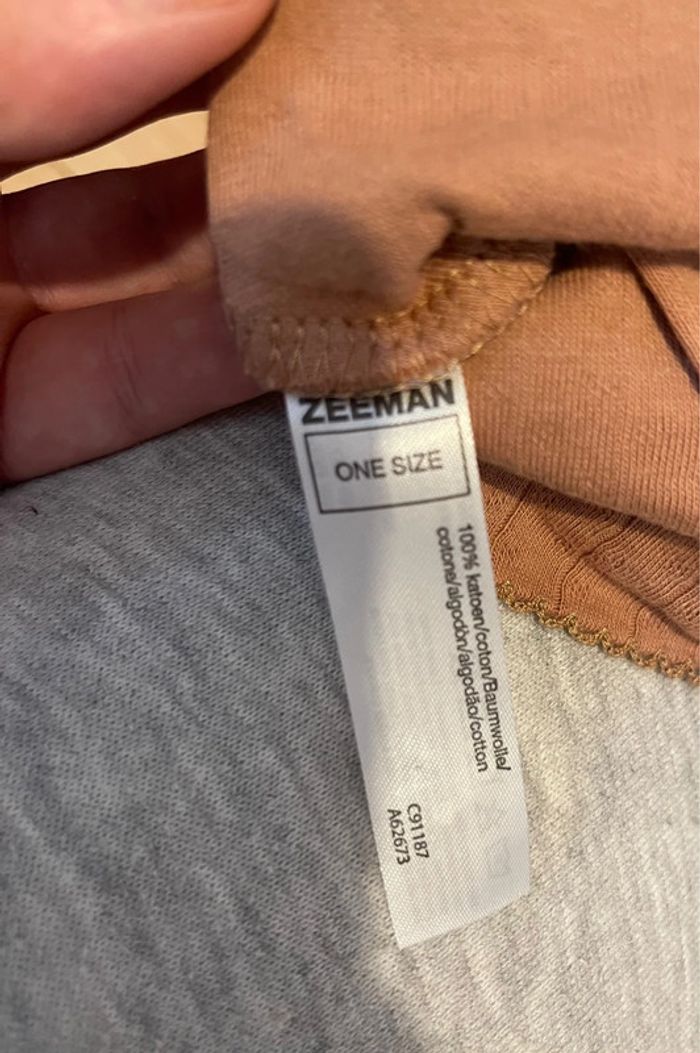 ZEEMAN
ONE SIZE
100% katoen/coton/Baumwolle/
cotone/algodón/algodão/cotton
C91187
A62673